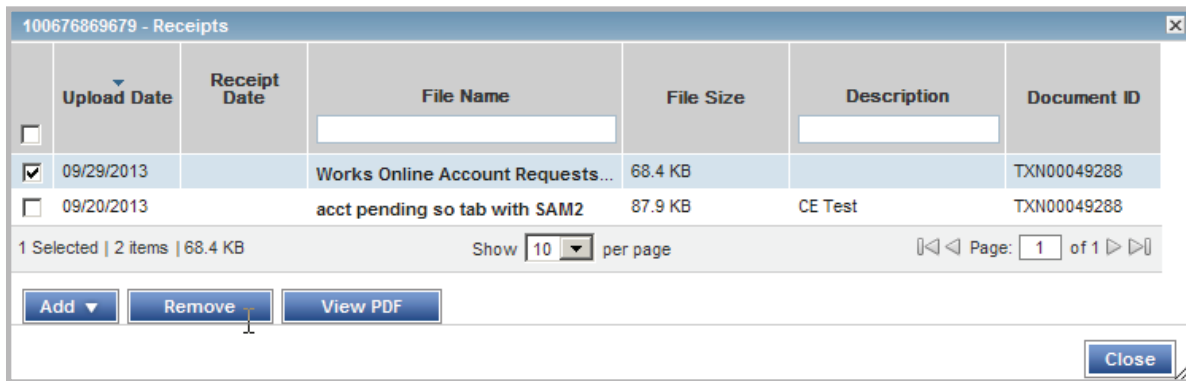 100676869679 - Receipts
Upload Date Receipt Date File Name File Size Description Document ID
09/29/2013 Works Online Account Requests... 68.4 KB TXN00049288
09/20/2013 acct pending so tab with SAM2 87.9 KB CE Test TXN00049288
1 Selected | 2 items | 68.4 KB Show 10 per page Page: 1 of 1
Add Remove View PDF
Close